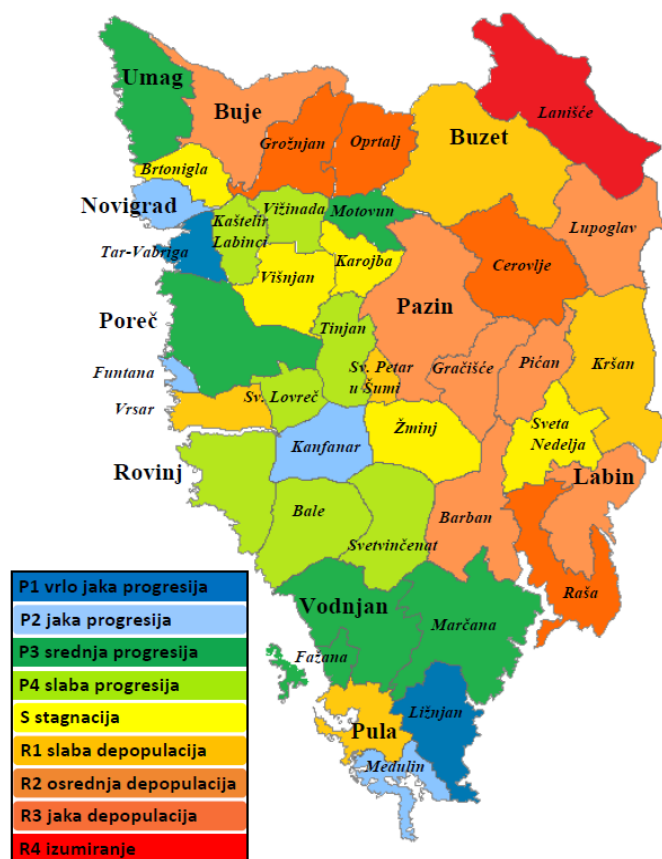 Umag
Buje
Lanišće
Grožnjan
Oprtalj
Buzet
Brtonigla
Novigrad
Kaštelir
Labinci
Vižinada
Motovun
Lupoglav
Tar-Vabriga
Višnjan
Karojba
Cerovlje
Poreč
Pazin
Tinjan
Funtana
Sv. Petar
u Šumi
Gračišće
Pićan
Kršan
Vrsar
Sv. Lovreč
Žminj
Sveta
Nedelja
Rovinj
Kanfanar
Labin
Bale
Svetvinčenat
Barban
Raša
Vodnjan
Marčana
Fažana
Ližnjan
Pula
Medulin
P1 vrlo jaka progresija
P2 jaka progresija
P3 srednja progresija
P4 slaba progresija
S stagnacija
R1 slaba depopulacija
R2 osrednja depopulacija
R3 jaka depopulacija
R4 izumiranje